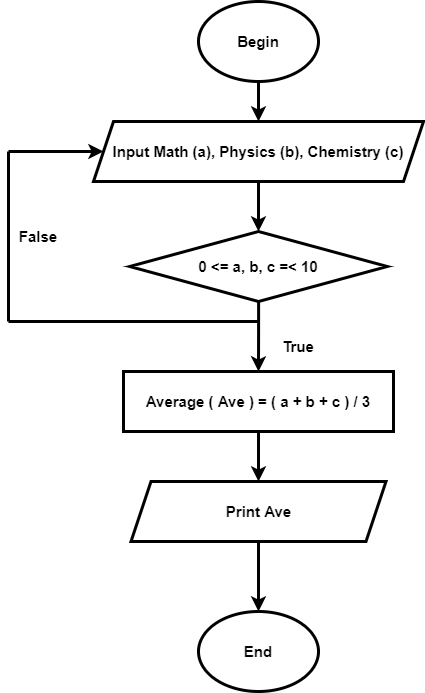 Begin
Input Math (a), Physics (b), Chemistry (c)
False
0 <= a, b, c =< 10
True
Average ( Ave ) = ( a + b + c ) / 3
Print Ave
End